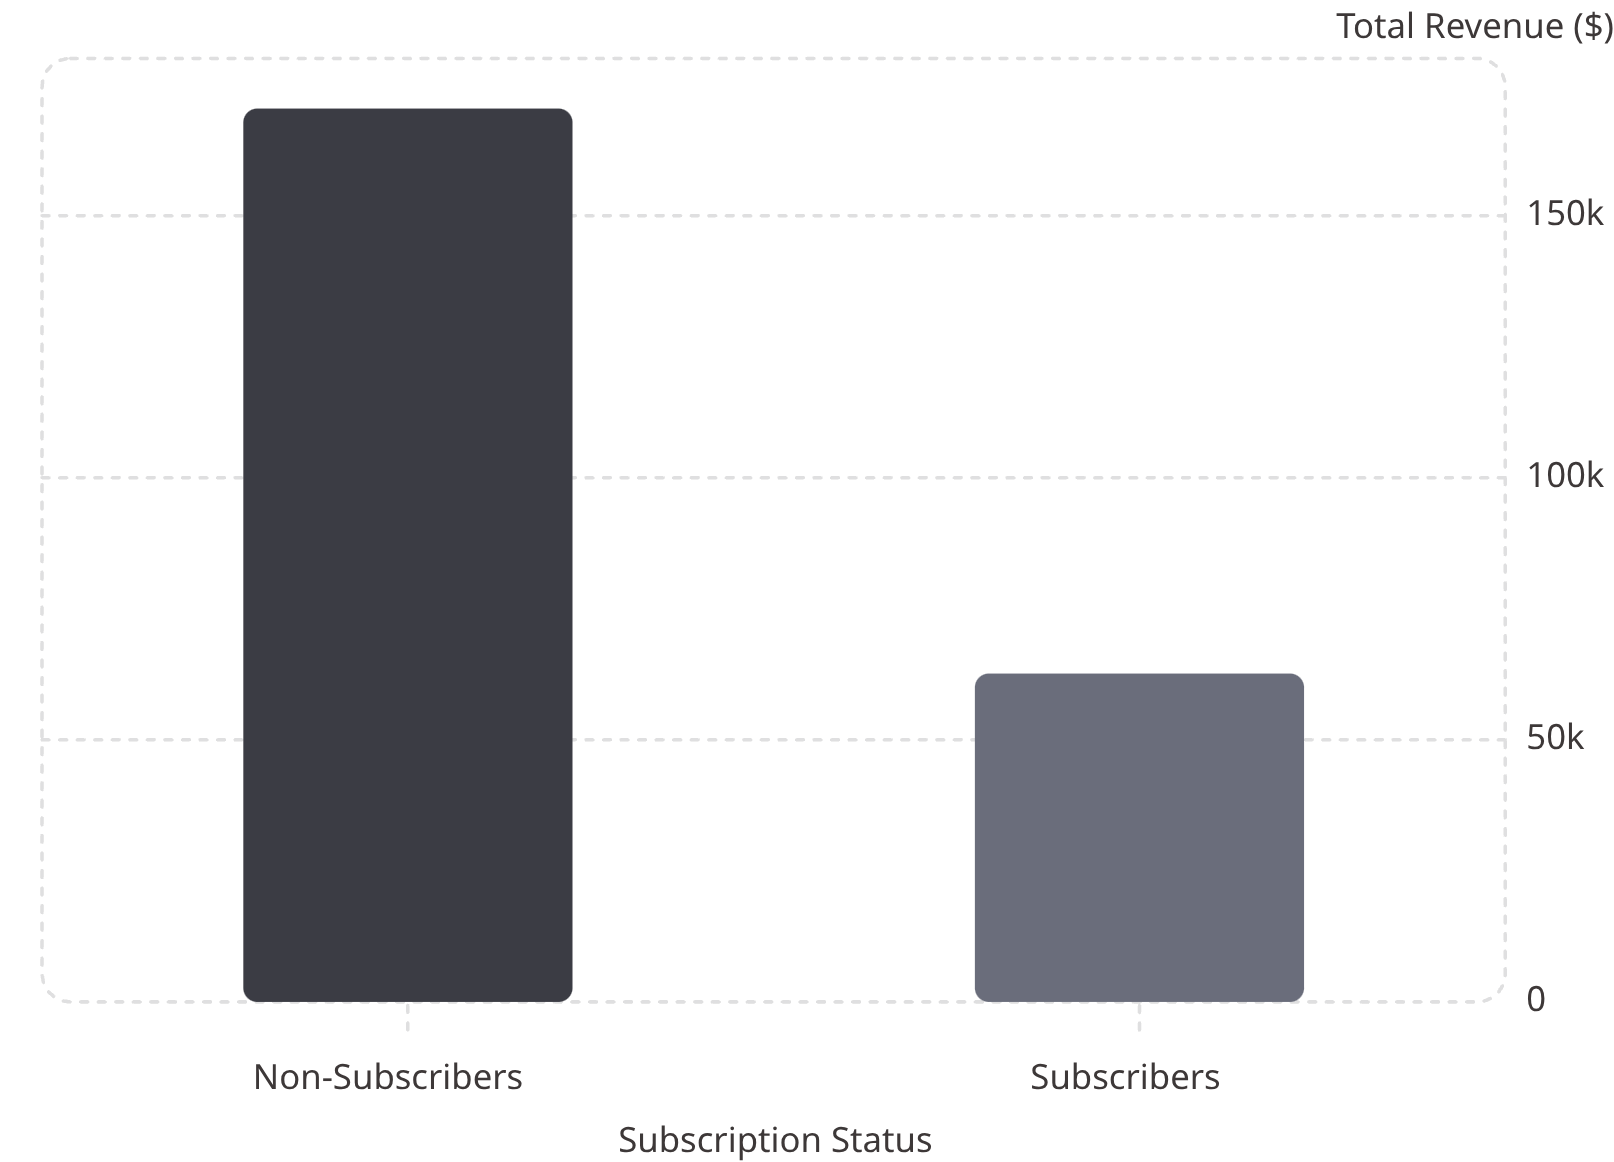 Total Revenue ($)
150k
100k
50k
0
Non-Subscribers
Subscribers
Subscription Status